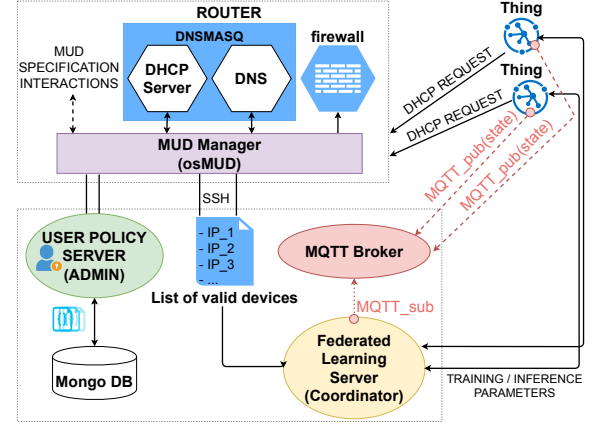 ROUTER
DNSMASQ
DHCP
Server
DNS
firewall
MUD
SPECIFICATION
INTERACTIONS
Thing
Thing
DHCP REQUEST
DHCP REQUEST
MUD Manager
(osMUD)
MQTT_pub(state)
MQTT_pub(state)
SSH
- IP_1
- IP_2
- IP_3
- ...
List of valid devices
USER POLICY
SERVER
(ADMIN)
MQTT Broker
MQTT_sub
Mongo DB
Federated
Learning
Server
(Coordinator)
TRAINING / INFERENCE
PARAMETERS